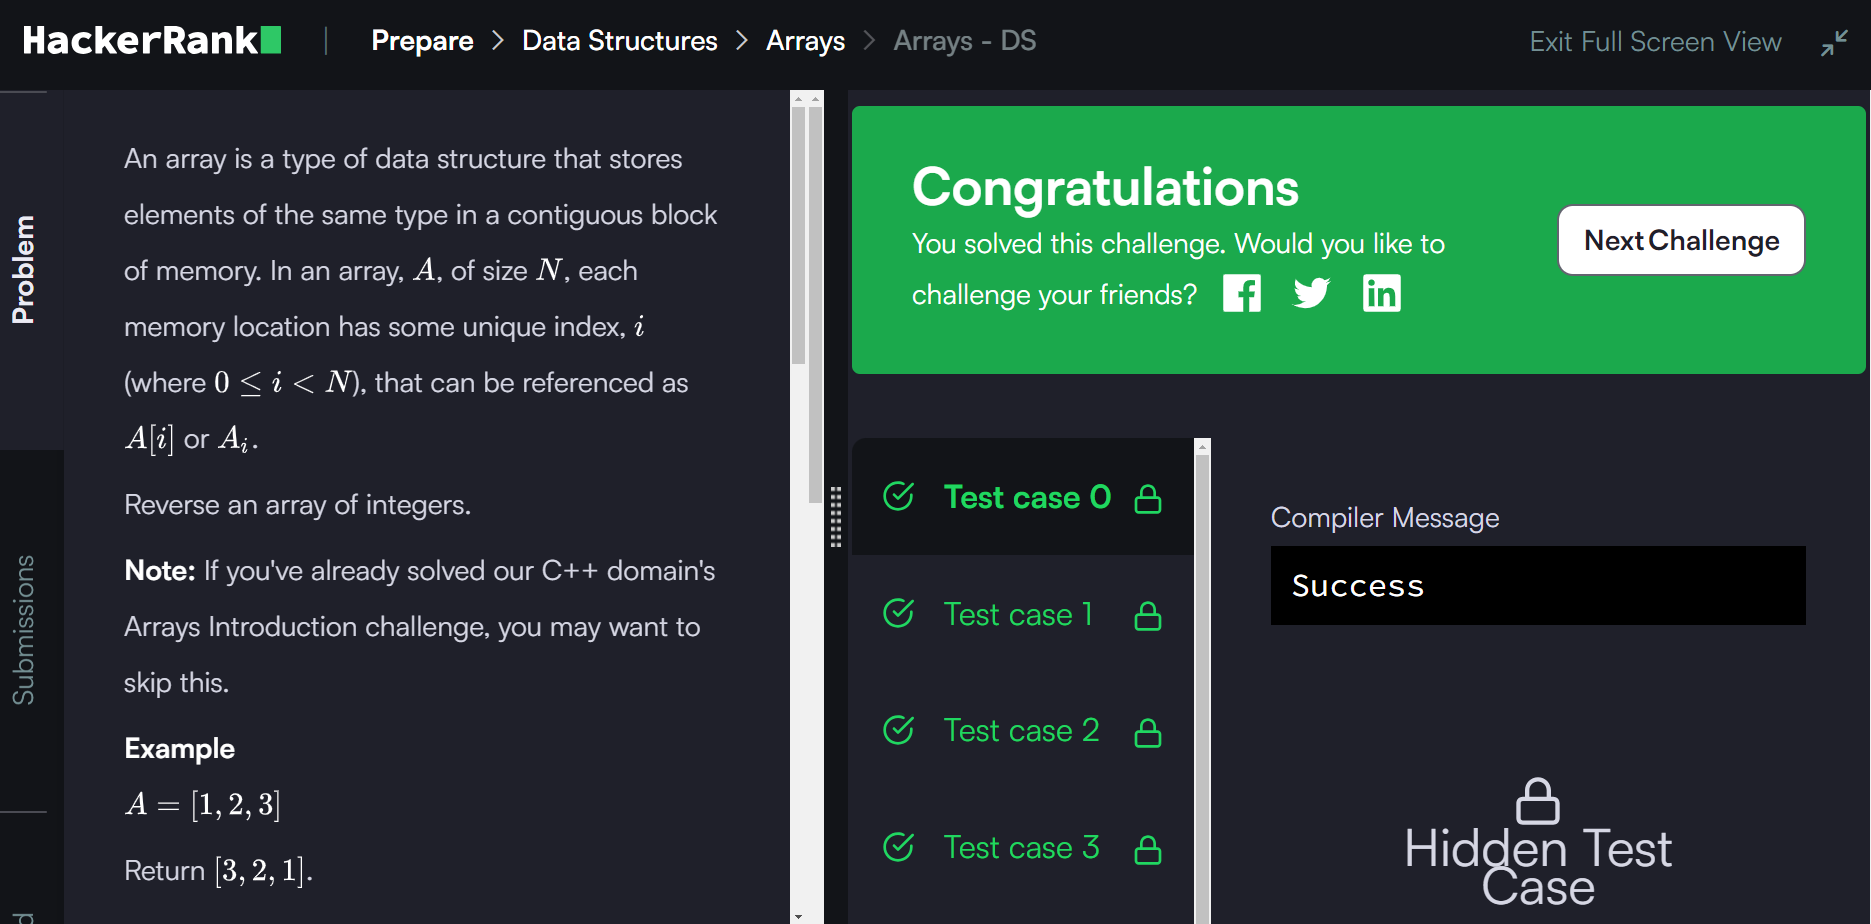 HackerRank
Prepare > Data Structures > Arrays > Arrays - DS
Exit Full Screen View
Problem
Submissions
An array is a type of data structure that stores
elements of the same type in a contiguous block
of memory. In an array, A, of size N, each
memory location has some unique index, i
(where 0 ≤ i < N), that can be referenced as
A[i] or Aᵢ.
Reverse an array of integers.
Note: If you've already solved our C++ domain's
Arrays Introduction challenge, you may want to
skip this.
Example
A = [1, 2, 3]
Return [3, 2, 1].
Congratulations
You solved this challenge. Would you like to
challenge your friends?
Next Challenge
Test case 0
Test case 1
Test case 2
Test case 3
Compiler Message
Success
Hidden Test
Case